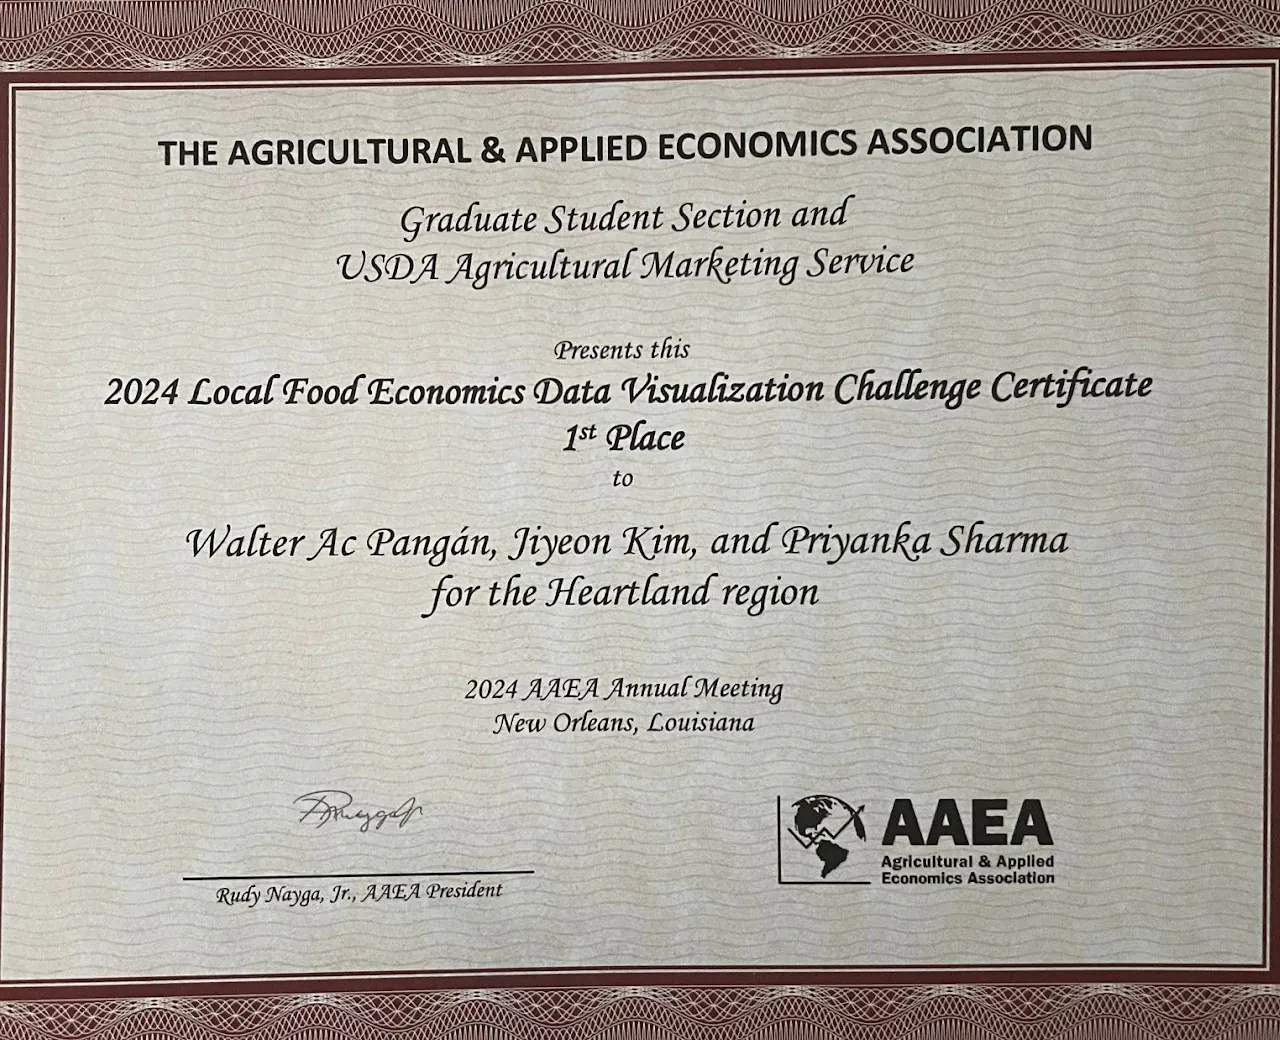 THE AGRICULTURAL & APPLIED ECONOMICS ASSOCIATION
Graduate Student Section and
USDA Agricultural Marketing Service
Presents this
2024 Local Food Economics Data Visualization Challenge Certificate
1st Place
to
Walter Ac Pangán, Jiyeon Kim, and Priyanka Sharma
for the Heartland region
2024 AAEA Annual Meeting
New Orleans, Louisiana
Rudy Nayga, Jr., AAEA President
AAEA
Agricultural & Applied
Economics Association